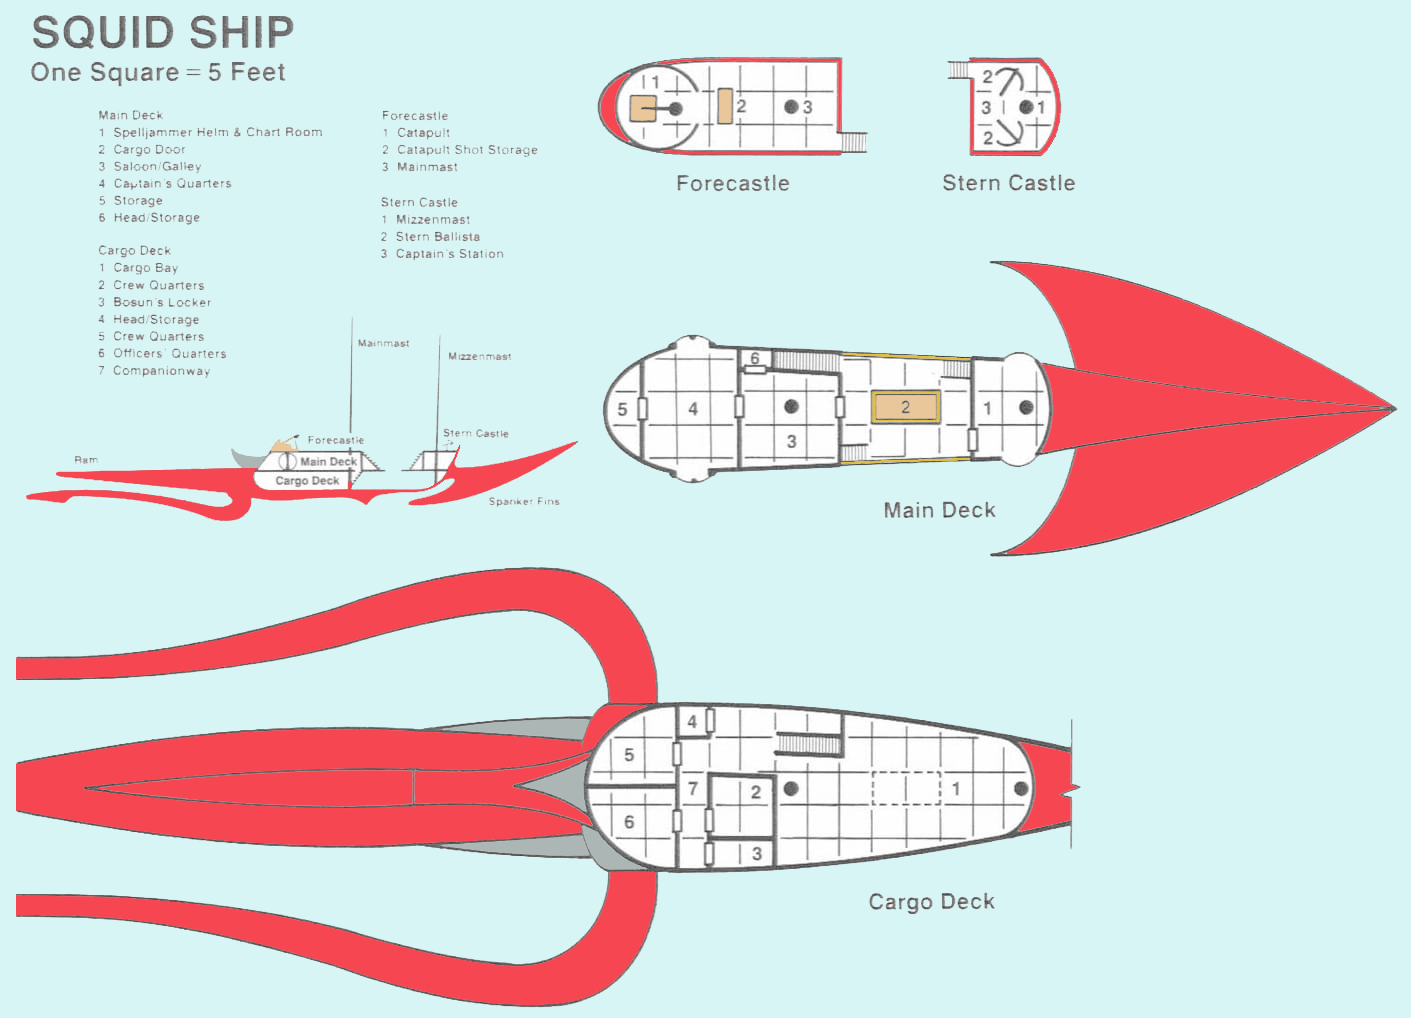 SQUID SHIP
One Square = 5 Feet
Main Deck
1 Spelljammer Helm & Chart Room
2 Cargo Door
3 Saloon/Galley
4 Captain's Quarters
5 Storage
6 Head/Storage
Cargo Deck
1 Cargo Bay
2 Crew Quarters
3 Bosun's Locker
4 Head/Storage
5 Crew Quarters
6 Officers' Quarters
7 Companionway
Forecastle
1 Catapult
2 Catapult Shot Storage
3 Mainmast
Stern Castle
1 Mizzenmast
2 Stern Ballista
3 Captain's Station
1 2 3
Forecastle
2
3 1
2
Stern Castle
Mainmast
Mizzenmast
Forecastle
Stern Castle
Ram
Main Deck
Cargo Deck
Spanker Fins
6
5 4 2 1
3
Main Deck
4
5
7 2 1
6
3
Cargo Deck